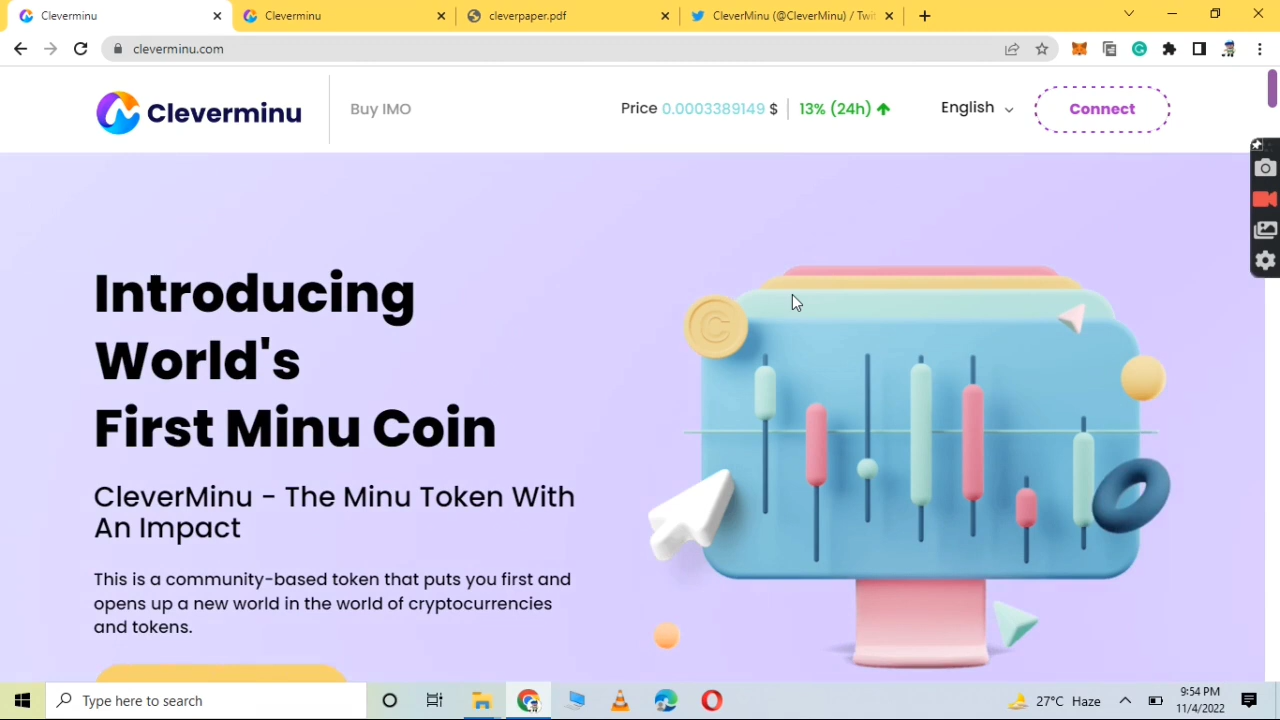 Cleverminu
Cleverminu
cleverpaper.pdf
CleverMinu (@CleverMinu) / Twit
cleverminu.com
Cleverminu
Buy IMO
Price 0.0003389149 $
13% (24h)
English
Connect
Introducing
World's
First Minu Coin
CleverMinu - The Minu Token With
An Impact
This is a community-based token that puts you first and
opens up a new world in the world of cryptocurrencies
and tokens.
Type here to search
27°C Haze
9:54 PM
11/4/2022